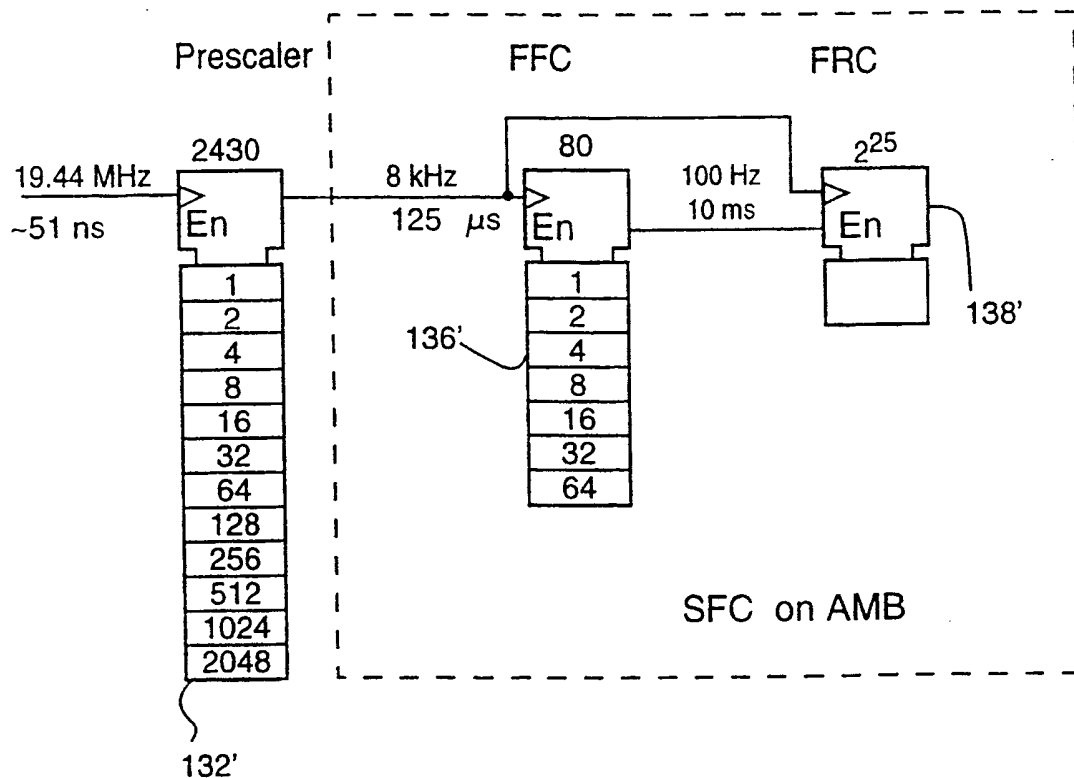 Prescaler
FFC
FRC
2430
80
2²⁵
19.44 MHz
~51 ns
En
8 kHz
125 μs
En
100 Hz
10 ms
En
1
2
4
8
16
32
64
128
256
512
1024
2048
1
2
4
8
16
32
64
136'
138'
SFC on AMB
132'